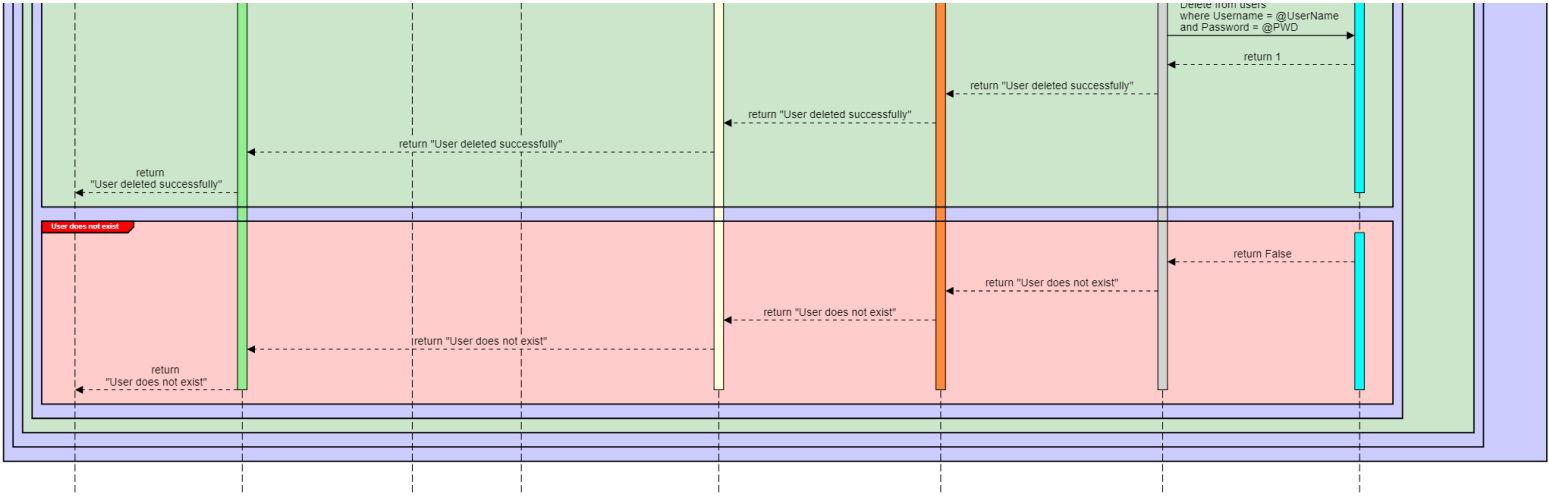 Delete from users
where Username = @UserName
and Password = @PWD
return 1
return "User deleted successfully"
return "User deleted successfully"
return "User deleted successfully"
return
"User deleted successfully"
User does not exist
return False
return "User does not exist"
return "User does not exist"
return "User does not exist"
return
"User does not exist"